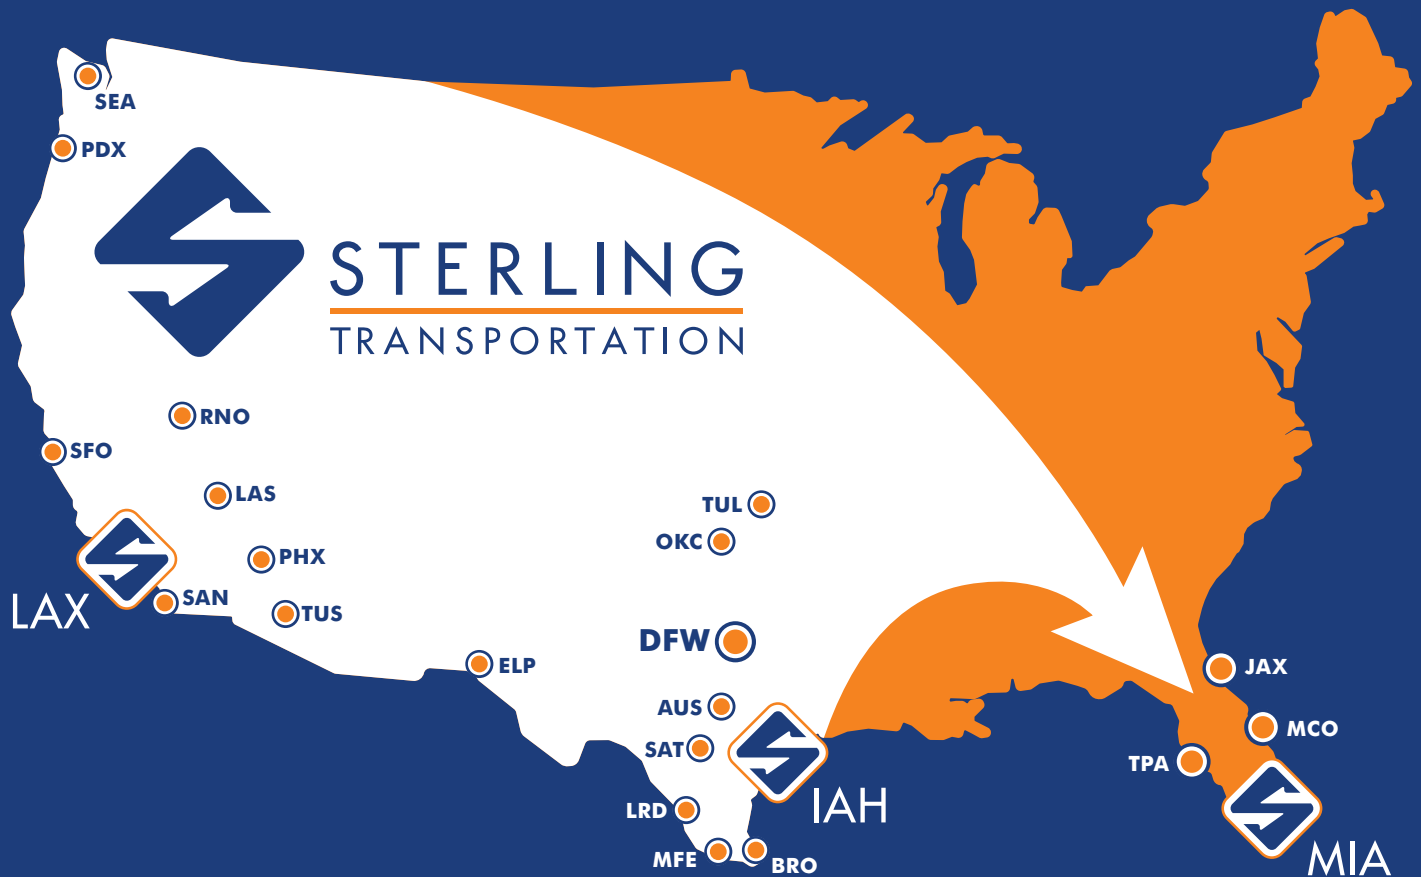 SEA
PDX
STERLING
TRANSPORTATION
RNO
SFO
LAS
TUL
OKC
PHX
LAX
SAN
TUS
DFW
ELP
JAX
AUS
MCO
SAT
TPA
LRD
IAH
MFE
BRO
MIA